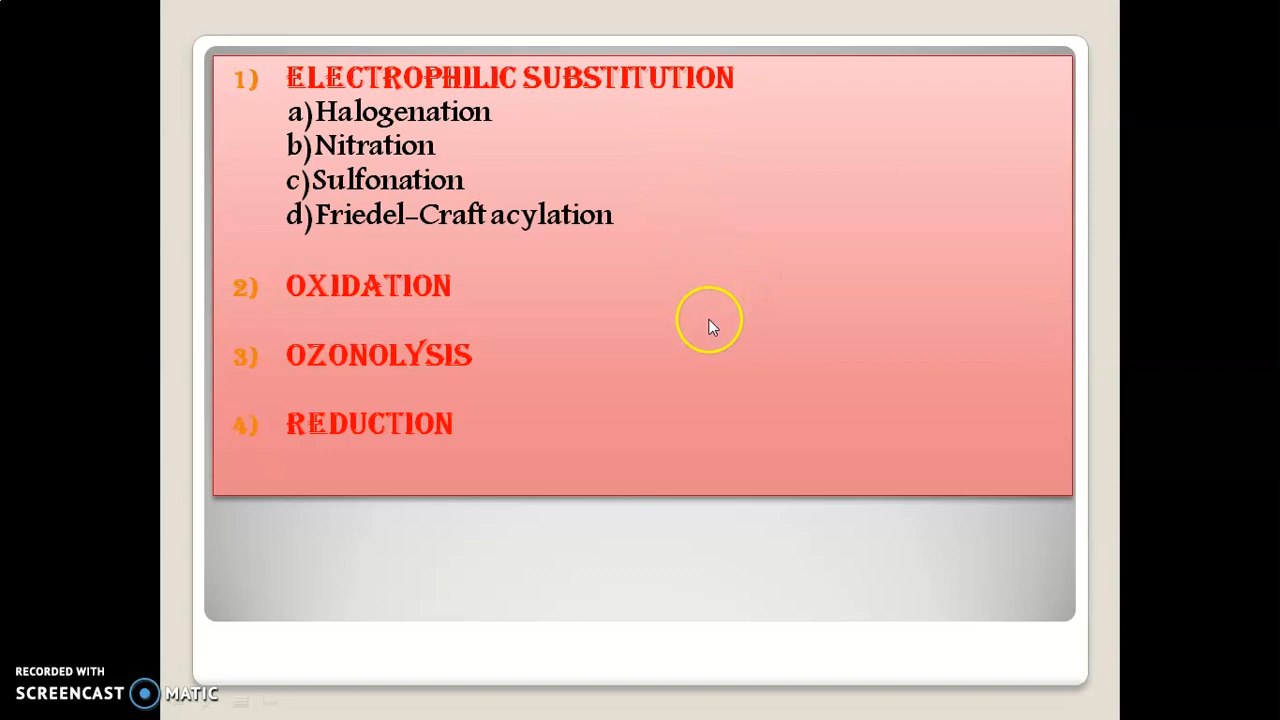 1) ELECTROPHILIC SUBSTITUTION
a)Halogenation
b)Nitration
c)Sulfonation
d)Friedel-Craft acylation
2) OXIDATION
3) OZONOLYSIS
4) REDUCTION
RECORDED WITH
SCREENCAST MATIC